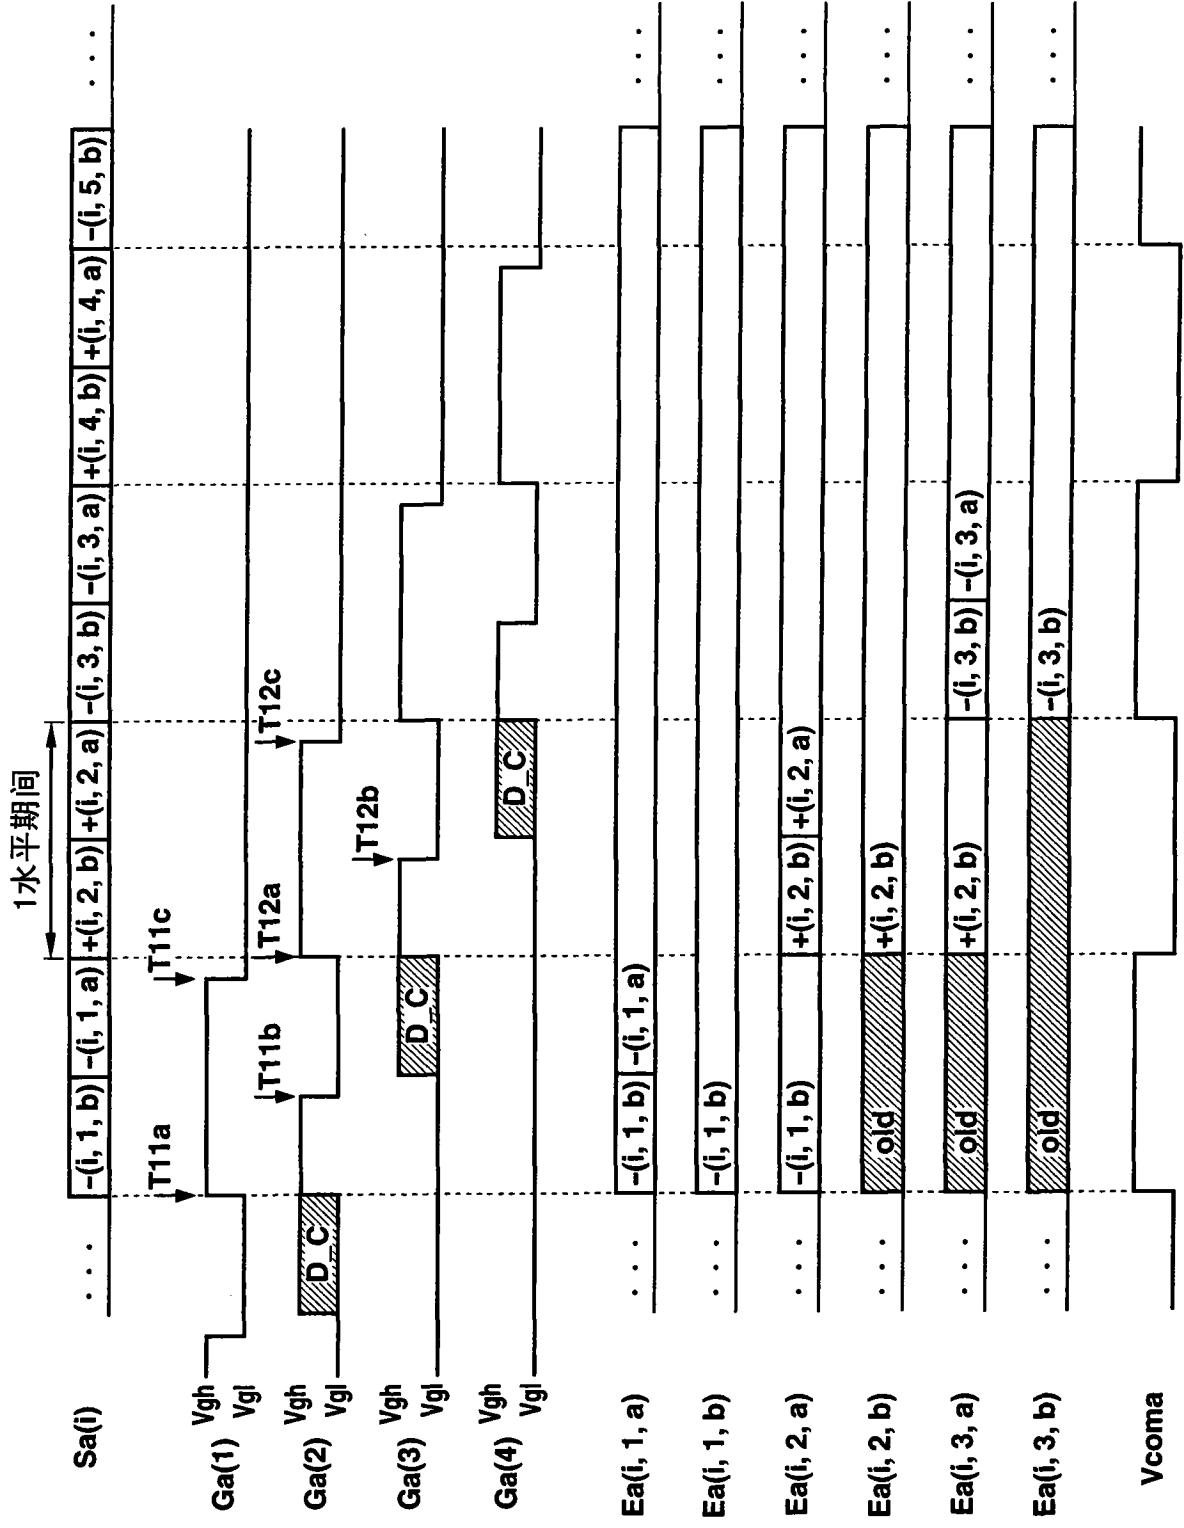 1水平期间
Sa(i) ... -(i, 1, b) -(i, 1, a) +(i, 2, b) +(i, 2, a) -(i, 3, b) -(i, 3, a) +(i, 4, b) +(i, 4, a) -(i, 5, b) ...
T11a T11c
Ga(1) Vgh Vgl
T11b T12a T12c
Ga(2) Vgh Vgl D_C
T12b
Ga(3) Vgh Vgl D_C
Ga(4) Vgh Vgl D_C
Ea(i, 1, a) ... -(i, 1, b) -(i, 1, a) ...
Ea(i, 1, b) ... -(i, 1, b) ...
Ea(i, 2, a) ... -(i, 1, b) +(i, 2, b) +(i, 2, a) ...
Ea(i, 2, b) ... old +(i, 2, b) ...
Ea(i, 3, a) ... old +(i, 2, b) -(i, 3, b) -(i, 3, a) ...
Ea(i, 3, b) ... old -(i, 3, b) ...
Vcoma